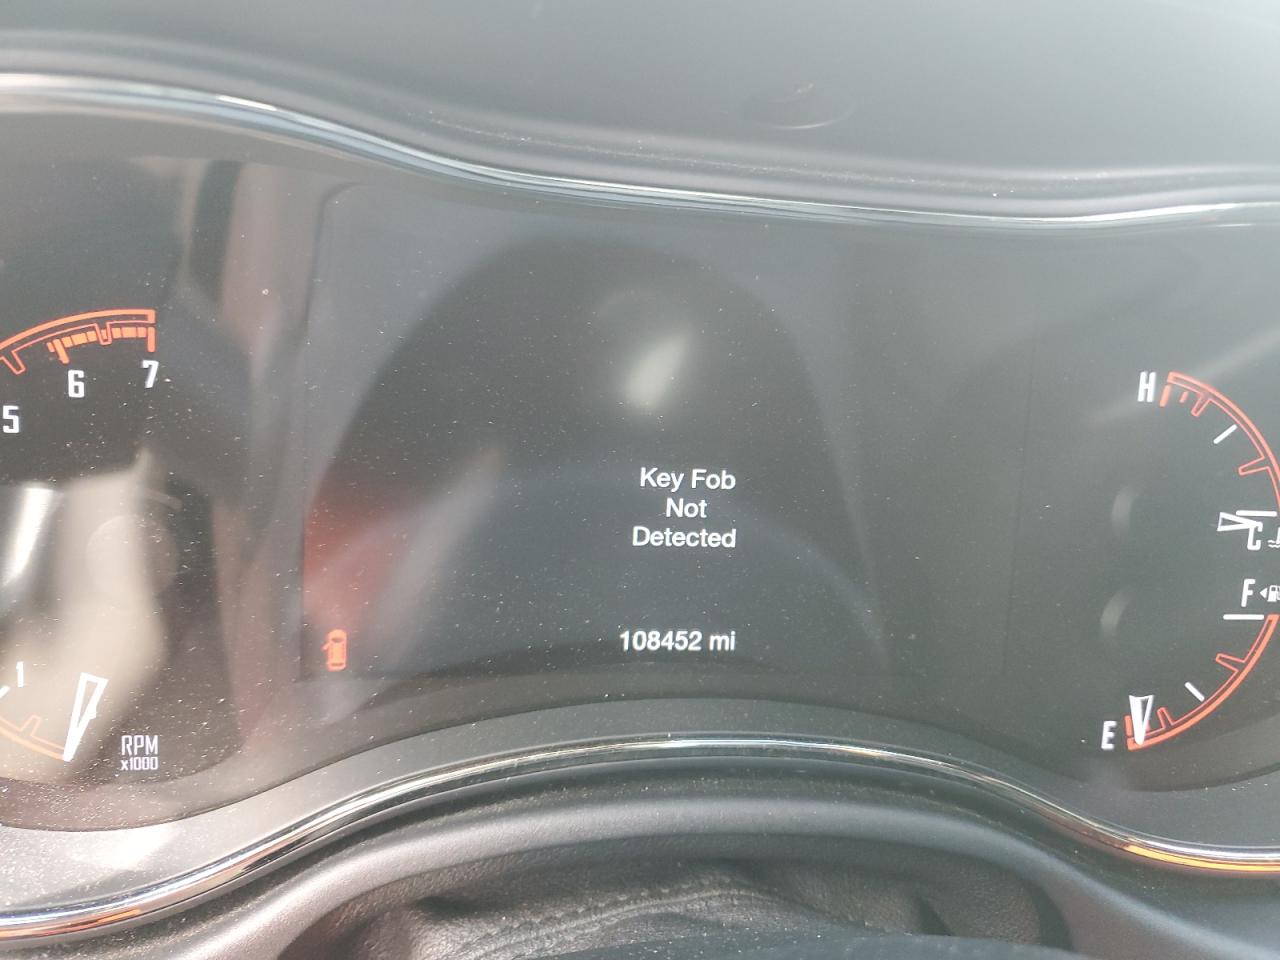 5
6
7
1
RPM
x1000
Key Fob
Not
Detected
108452 mi
H
C
F
E